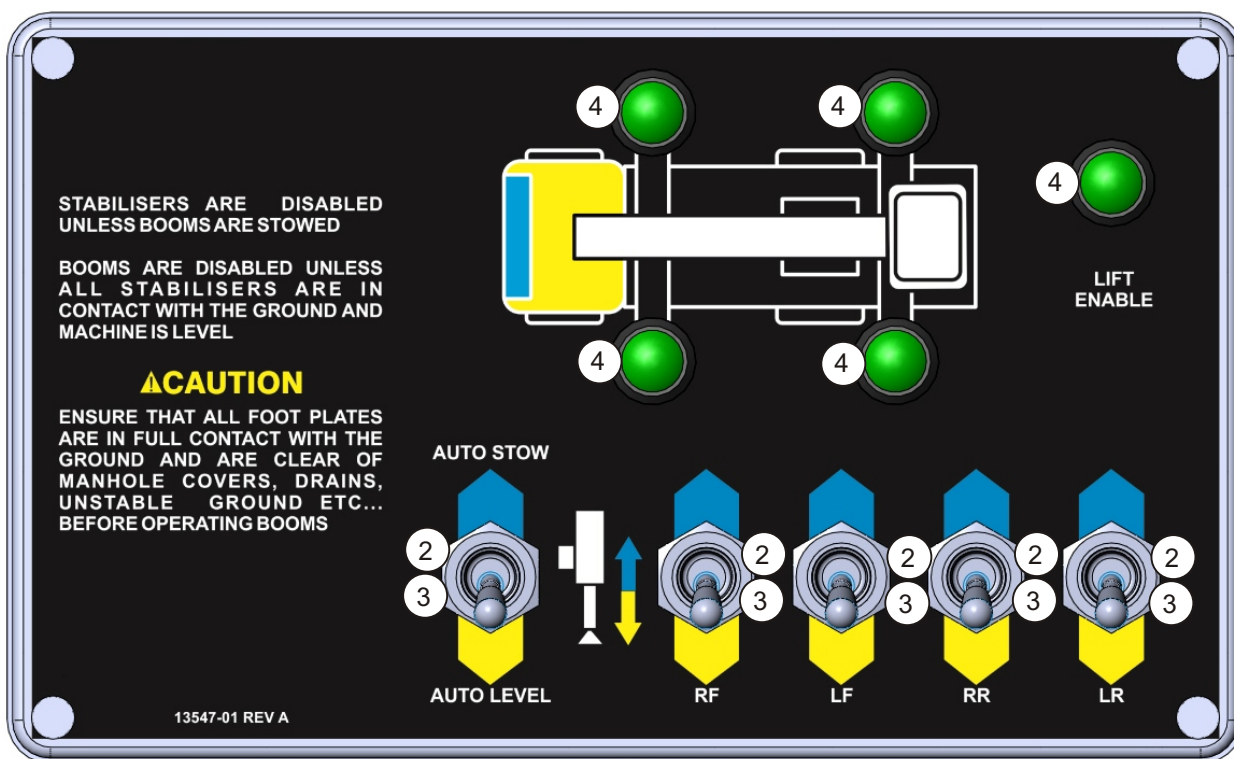 4
4
4
STABILISERS ARE DISABLED
UNLESS BOOMS ARE STOWED
BOOMS ARE DISABLED UNLESS
ALL STABILISERS ARE IN
CONTACT WITH THE GROUND AND
MACHINE IS LEVEL
LIFT
ENABLE
4
4
CAUTION
ENSURE THAT ALL FOOT PLATES
ARE IN FULL CONTACT WITH THE
GROUND AND ARE CLEAR OF
MANHOLE COVERS, DRAINS,
UNSTABLE GROUND ETC...
BEFORE OPERATING BOOMS
AUTO STOW
2
3
2
3
2
3
2
3
2
3
AUTO LEVEL
RF
LF
RR
LR
13547-01 REV A